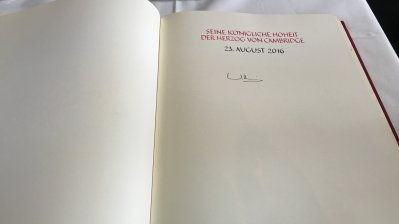 SEINE KÖNIGLICHE HOHEIT
DER HERZOG VON CAMBRIDGE
23. AUGUST 2016